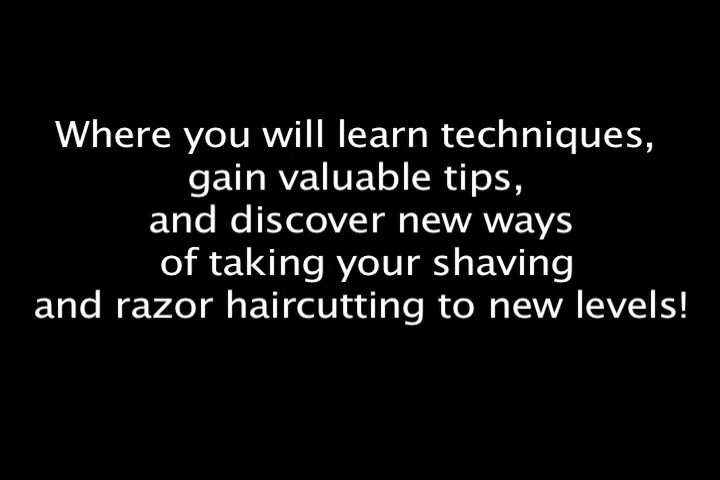 Where you will learn techniques,
gain valuable tips,
and discover new ways
of taking your shaving
and razor haircutting to new levels!